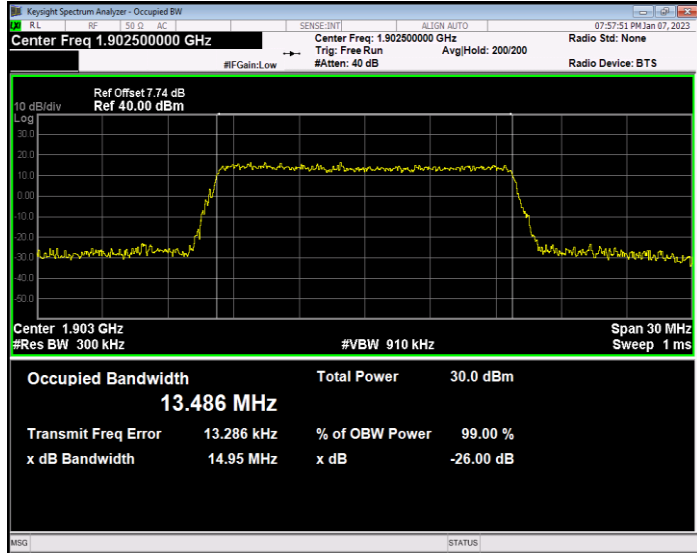 Keysight Spectrum Analyzer - Occupied BW
RL RF 50 Ω AC SENSE:INT ALIGN AUTO 07:57:51 PM Jan 07, 2023
Center Freq 1.902500000 GHz
Center Freq: 1.902500000 GHz
Radio Std: None
Trig: Free Run Avg|Hold: 200/200
#IFGain:Low #Atten: 40 dB Radio Device: BTS
Ref Offset 7.74 dB
10 dB/div Ref 40.00 dBm
Log
30.0
20.0
10.0
0.00
-10.0
-20.0
-30.0
-40.0
-50.0
Center 1.903 GHz Span 30 MHz
#Res BW 300 kHz #VBW 910 kHz Sweep 1 ms
Occupied Bandwidth Total Power 30.0 dBm
13.486 MHz
Transmit Freq Error 13.286 kHz % of OBW Power 99.00 %
x dB Bandwidth 14.95 MHz x dB -26.00 dB
MSG STATUS